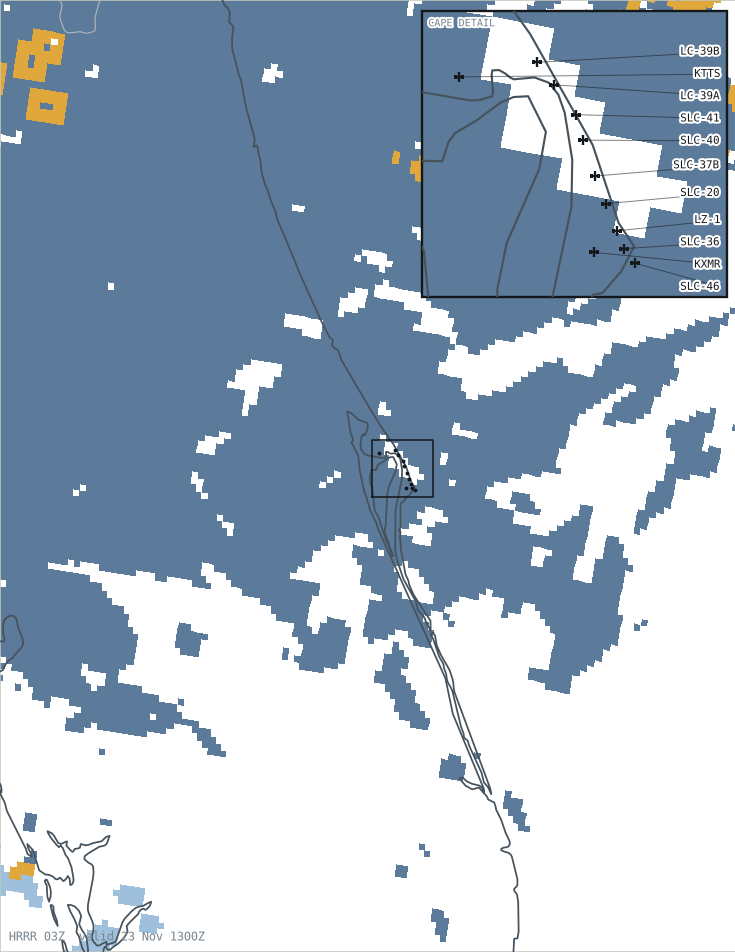 CAPE DETAIL
LC-39B
KTTS
LC-39A
SLC-41
SLC-40
SLC-37B
SLC-20
LZ-1
SLC-36
KXMR
SLC-46
HRRR 03Z, valid 23 Nov 1300Z